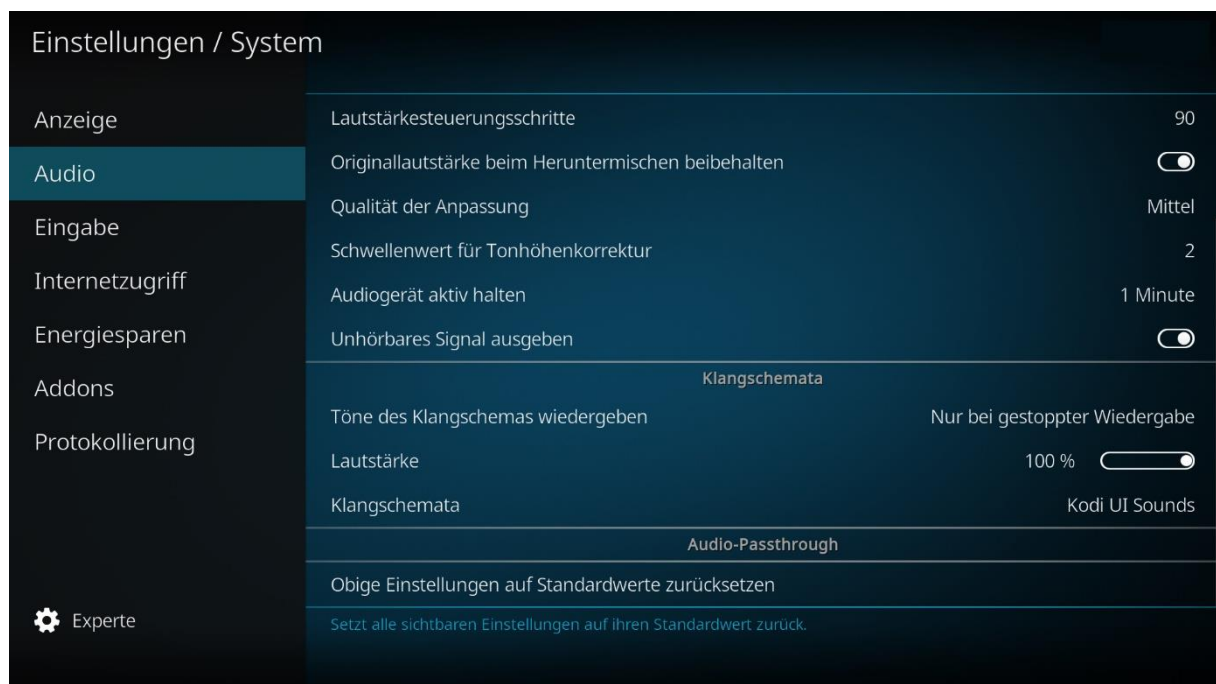 Einstellungen / System
Anzeige
Audio
Eingabe
Internetzugriff
Energiesparen
Addons
Protokollierung
Experte
Lautstärkesteuerungsschritte 90
Originallautstärke beim Heruntermischen beibehalten
Qualität der Anpassung Mittel
Schwellenwert für Tonhöhenkorrektur 2
Audiogerät aktiv halten 1 Minute
Unhörbares Signal ausgeben
Klangschemata
Töne des Klangschemas wiedergeben Nur bei gestoppter Wiedergabe
Lautstärke 100 %
Klangschemata Kodi UI Sounds
Audio-Passthrough
Obige Einstellungen auf Standardwerte zurücksetzen
Setzt alle sichtbaren Einstellungen auf ihren Standardwert zurück.